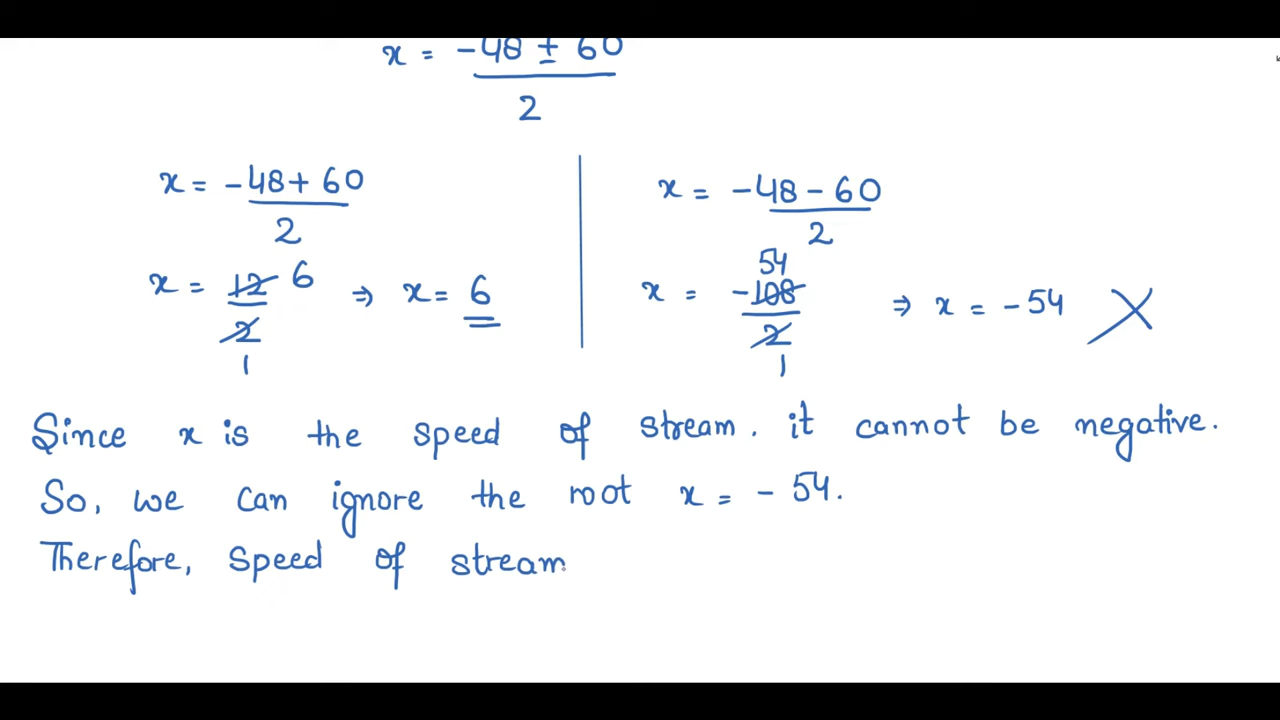 x = -48 ± 60
2
x = -48 + 60
2
x = 12 6 ⇒ x = 6
2
1
x = -48 - 60
2
54
x = -108 ⇒ x = -54 X
2
1
Since x is the speed of stream. it cannot be negative.
So, we can ignore the root x = - 54.
Therefore, speed of stream